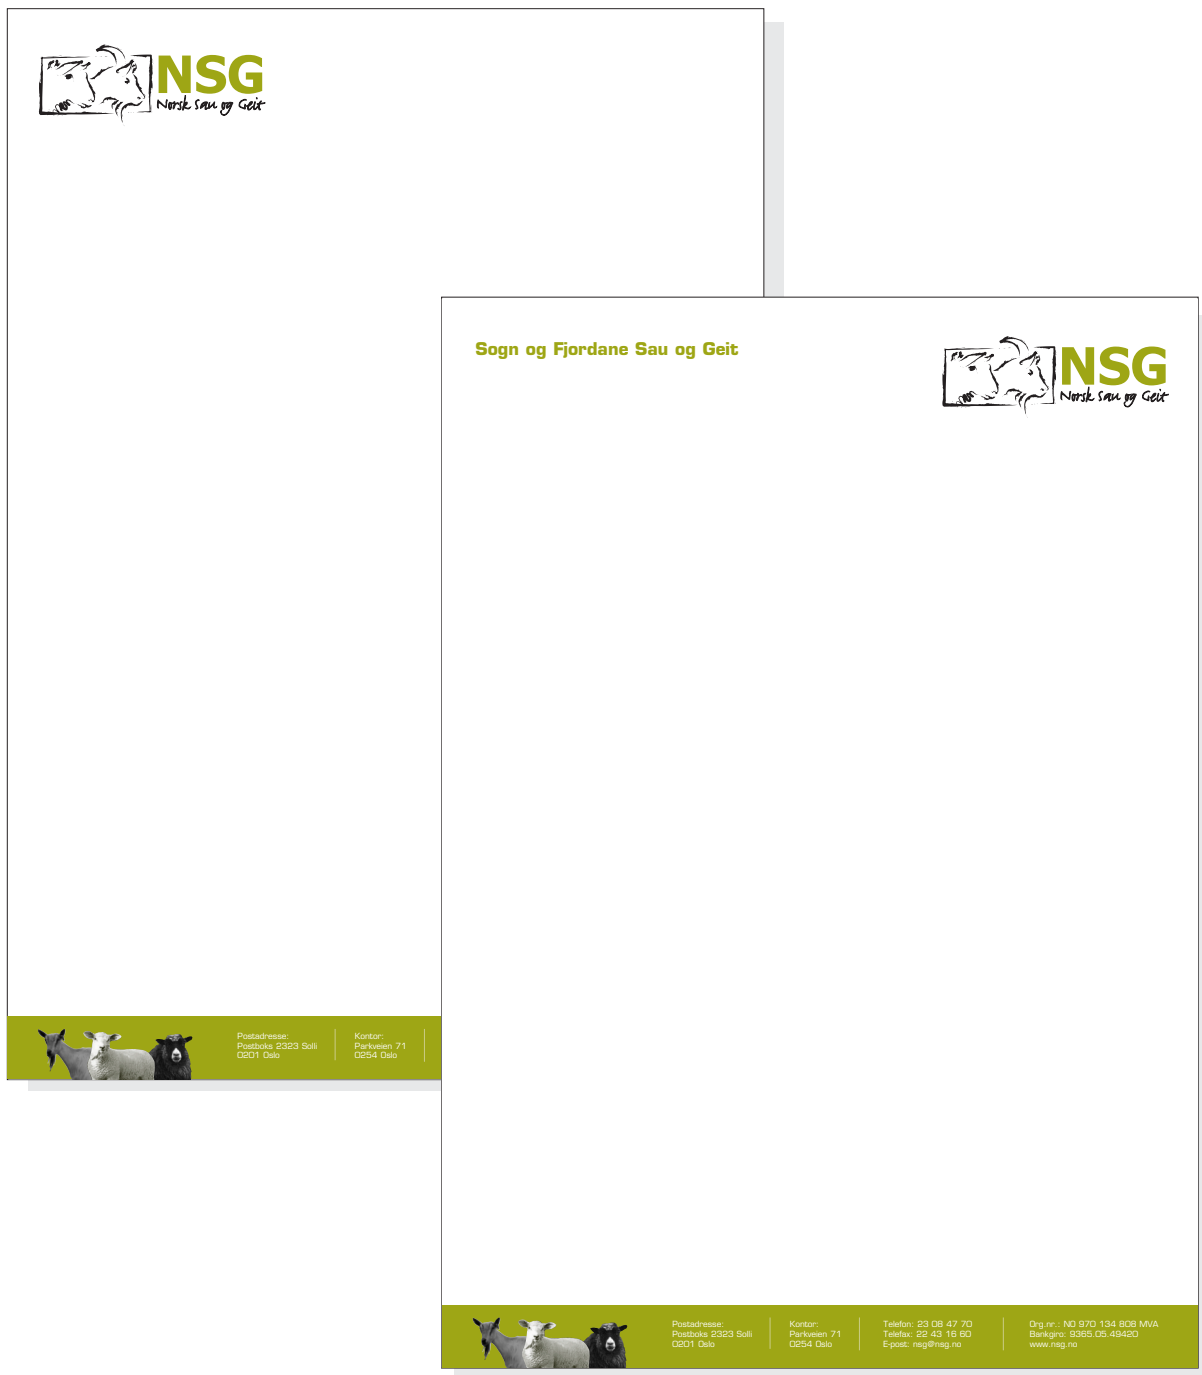 NSG
Norsk Sau og Geit
Postadresse:
Postboks 2323 Solli
0201 Oslo
Kontor:
Parkveien 71
0254 Oslo
Sogn og Fjordane Sau og Geit
NSG
Norsk Sau og Geit
Postadresse:
Postboks 2323 Solli
0201 Oslo
Kontor:
Parkveien 71
0254 Oslo
Telefon: 23 08 47 70
Telefax: 22 43 16 60
E-post: nsg@nsg.no
Org.nr.: NO 970 134 808 MVA
Bankgiro: 9365.05.49420
www.nsg.no